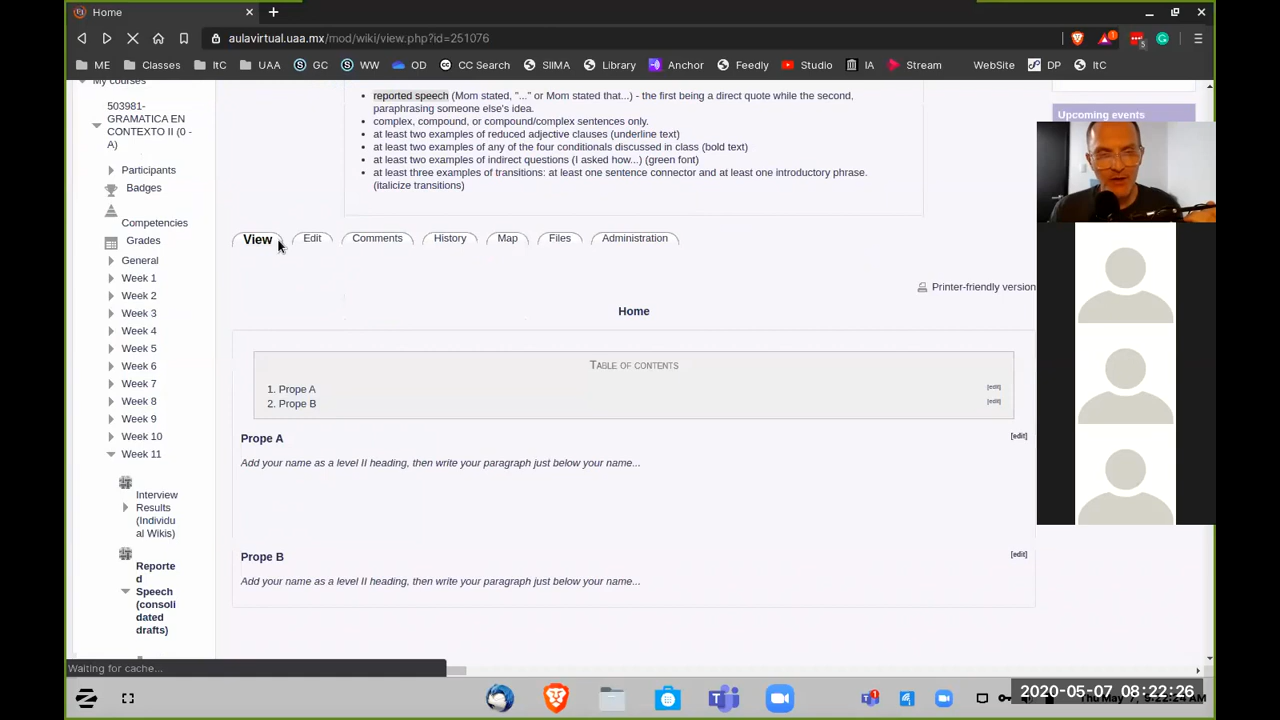 Home
aulavirtual.uaa.mx/mod/wiki/view.php?id=251076
ME Classes ItC UAA GC WW OD CC Search SIIMA Library Anchor Feedly Studio IA Stream WebSite DP ItC
My courses
503981-
GRAMATICA EN
CONTEXTO II (0 -
A)
Participants
Badges
Competencies
Grades
General
Week 1
Week 2
Week 3
Week 4
Week 5
Week 6
Week 7
Week 8
Week 9
Week 10
Week 11
Interview
Results
(Individu
al Wikis)
Reporte
d
Speech
(consoli
dated
drafts)
reported speech (Mom stated, "..." or Mom stated that...) - the first being a direct quote while the second,
paraphrasing someone else's idea.
complex, compound, or compound/complex sentences only.
at least two examples of reduced adjective clauses (underline text)
at least two examples of any of the four conditionals discussed in class (bold text)
at least two examples of indirect questions (I asked how...) (green font)
at least three examples of transitions: at least one sentence connector and at least one introductory phrase.
(italicize transitions)
Upcoming events
View Edit Comments History Map Files Administration
Printer-friendly version
Home
Table of contents
1. Prope A [edit]
2. Prope B [edit]
Prope A [edit]
Add your name as a level II heading, then write your paragraph just below your name...
Prope B [edit]
Add your name as a level II heading, then write your paragraph just below your name...
Waiting for cache...
2020-05-07 08:22:26